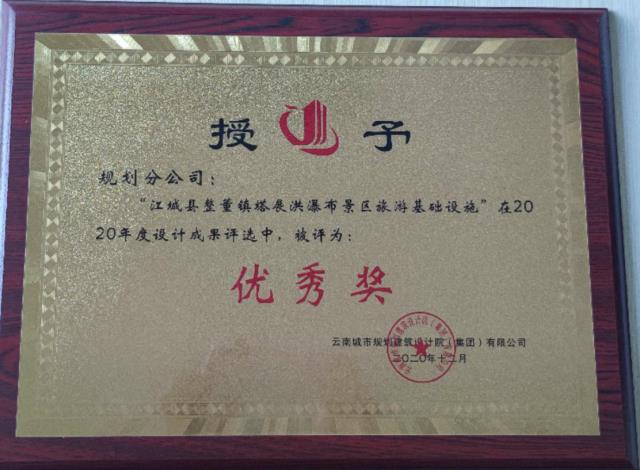 授 予
规划分公司：
“江城县整董镇塔展洪瀑布景区旅游基础设施”在20
20年度设计成果评选中，被评为：
优秀奖
云南城市规划建筑设计院（集团）有限公司
二〇二〇年十二月